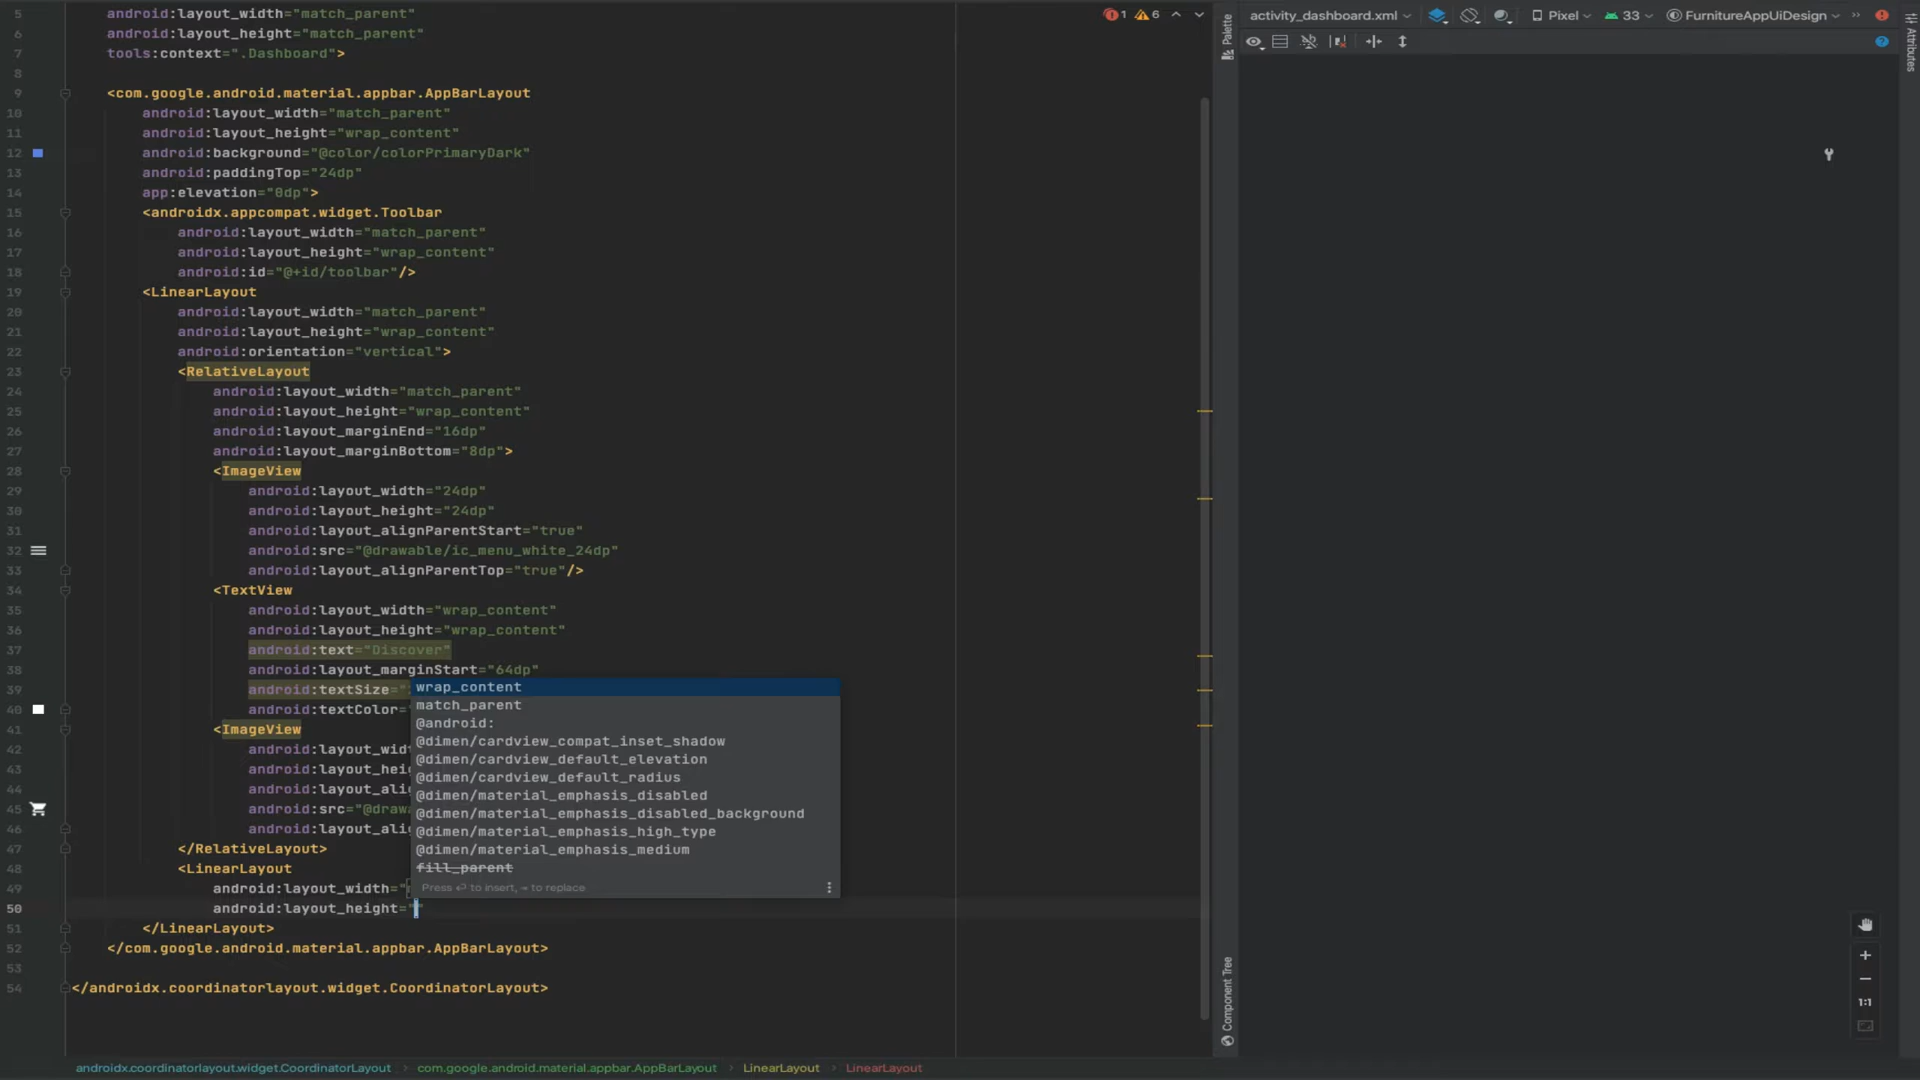 5 android:layout_width="match_parent"
6 android:layout_height="match_parent"
7 tools:context=".Dashboard">
8
9 <com.google.android.material.appbar.AppBarLayout
10 android:layout_width="match_parent"
11 android:layout_height="wrap_content"
12 android:background="@color/colorPrimaryDark"
13 android:paddingTop="24dp"
14 app:elevation="0dp">
15 <androidx.appcompat.widget.Toolbar
16 android:layout_width="match_parent"
17 android:layout_height="wrap_content"
18 android:id="@+id/toolbar"/>
19 <LinearLayout
20 android:layout_width="match_parent"
21 android:layout_height="wrap_content"
22 android:orientation="vertical">
23 <RelativeLayout
24 android:layout_width="match_parent"
25 android:layout_height="wrap_content"
26 android:layout_marginEnd="16dp"
27 android:layout_marginBottom="8dp">
28 <ImageView
29 android:layout_width="24dp"
30 android:layout_height="24dp"
31 android:layout_alignParentStart="true"
32 android:src="@drawable/ic_menu_white_24dp"
33 android:layout_alignParentTop="true"/>
34 <TextView
35 android:layout_width="wrap_content"
36 android:layout_height="wrap_content"
37 android:text="Discover"
38 android:layout_marginStart="64dp"
39 android:textSize="
40 android:textColor=
41 <ImageView
42 android:layout_widt
43 android:layout_hei
44 android:layout_ali
45 android:src="@draw
46 android:layout_ali
47 </RelativeLayout>
48 <LinearLayout
49 android:layout_width="
50 android:layout_height=""
51 </LinearLayout>
52 </com.google.android.material.appbar.AppBarLayout>
53
54 </androidx.coordinatorlayout.widget.CoordinatorLayout>
wrap_content
match_parent
@android:
@dimen/cardview_compat_inset_shadow
@dimen/cardview_default_elevation
@dimen/cardview_default_radius
@dimen/material_emphasis_disabled
@dimen/material_emphasis_disabled_background
@dimen/material_emphasis_high_type
@dimen/material_emphasis_medium
fill_parent
Press ↵ to insert, ⇥ to replace
1 6
Palette
Component Tree
activity_dashboard.xml Pixel 33 FurnitureAppUiDesign »
Attributes
1:1
androidx.coordinatorlayout.widget.CoordinatorLayout com.google.android.material.appbar.AppBarLayout LinearLayout LinearLayout